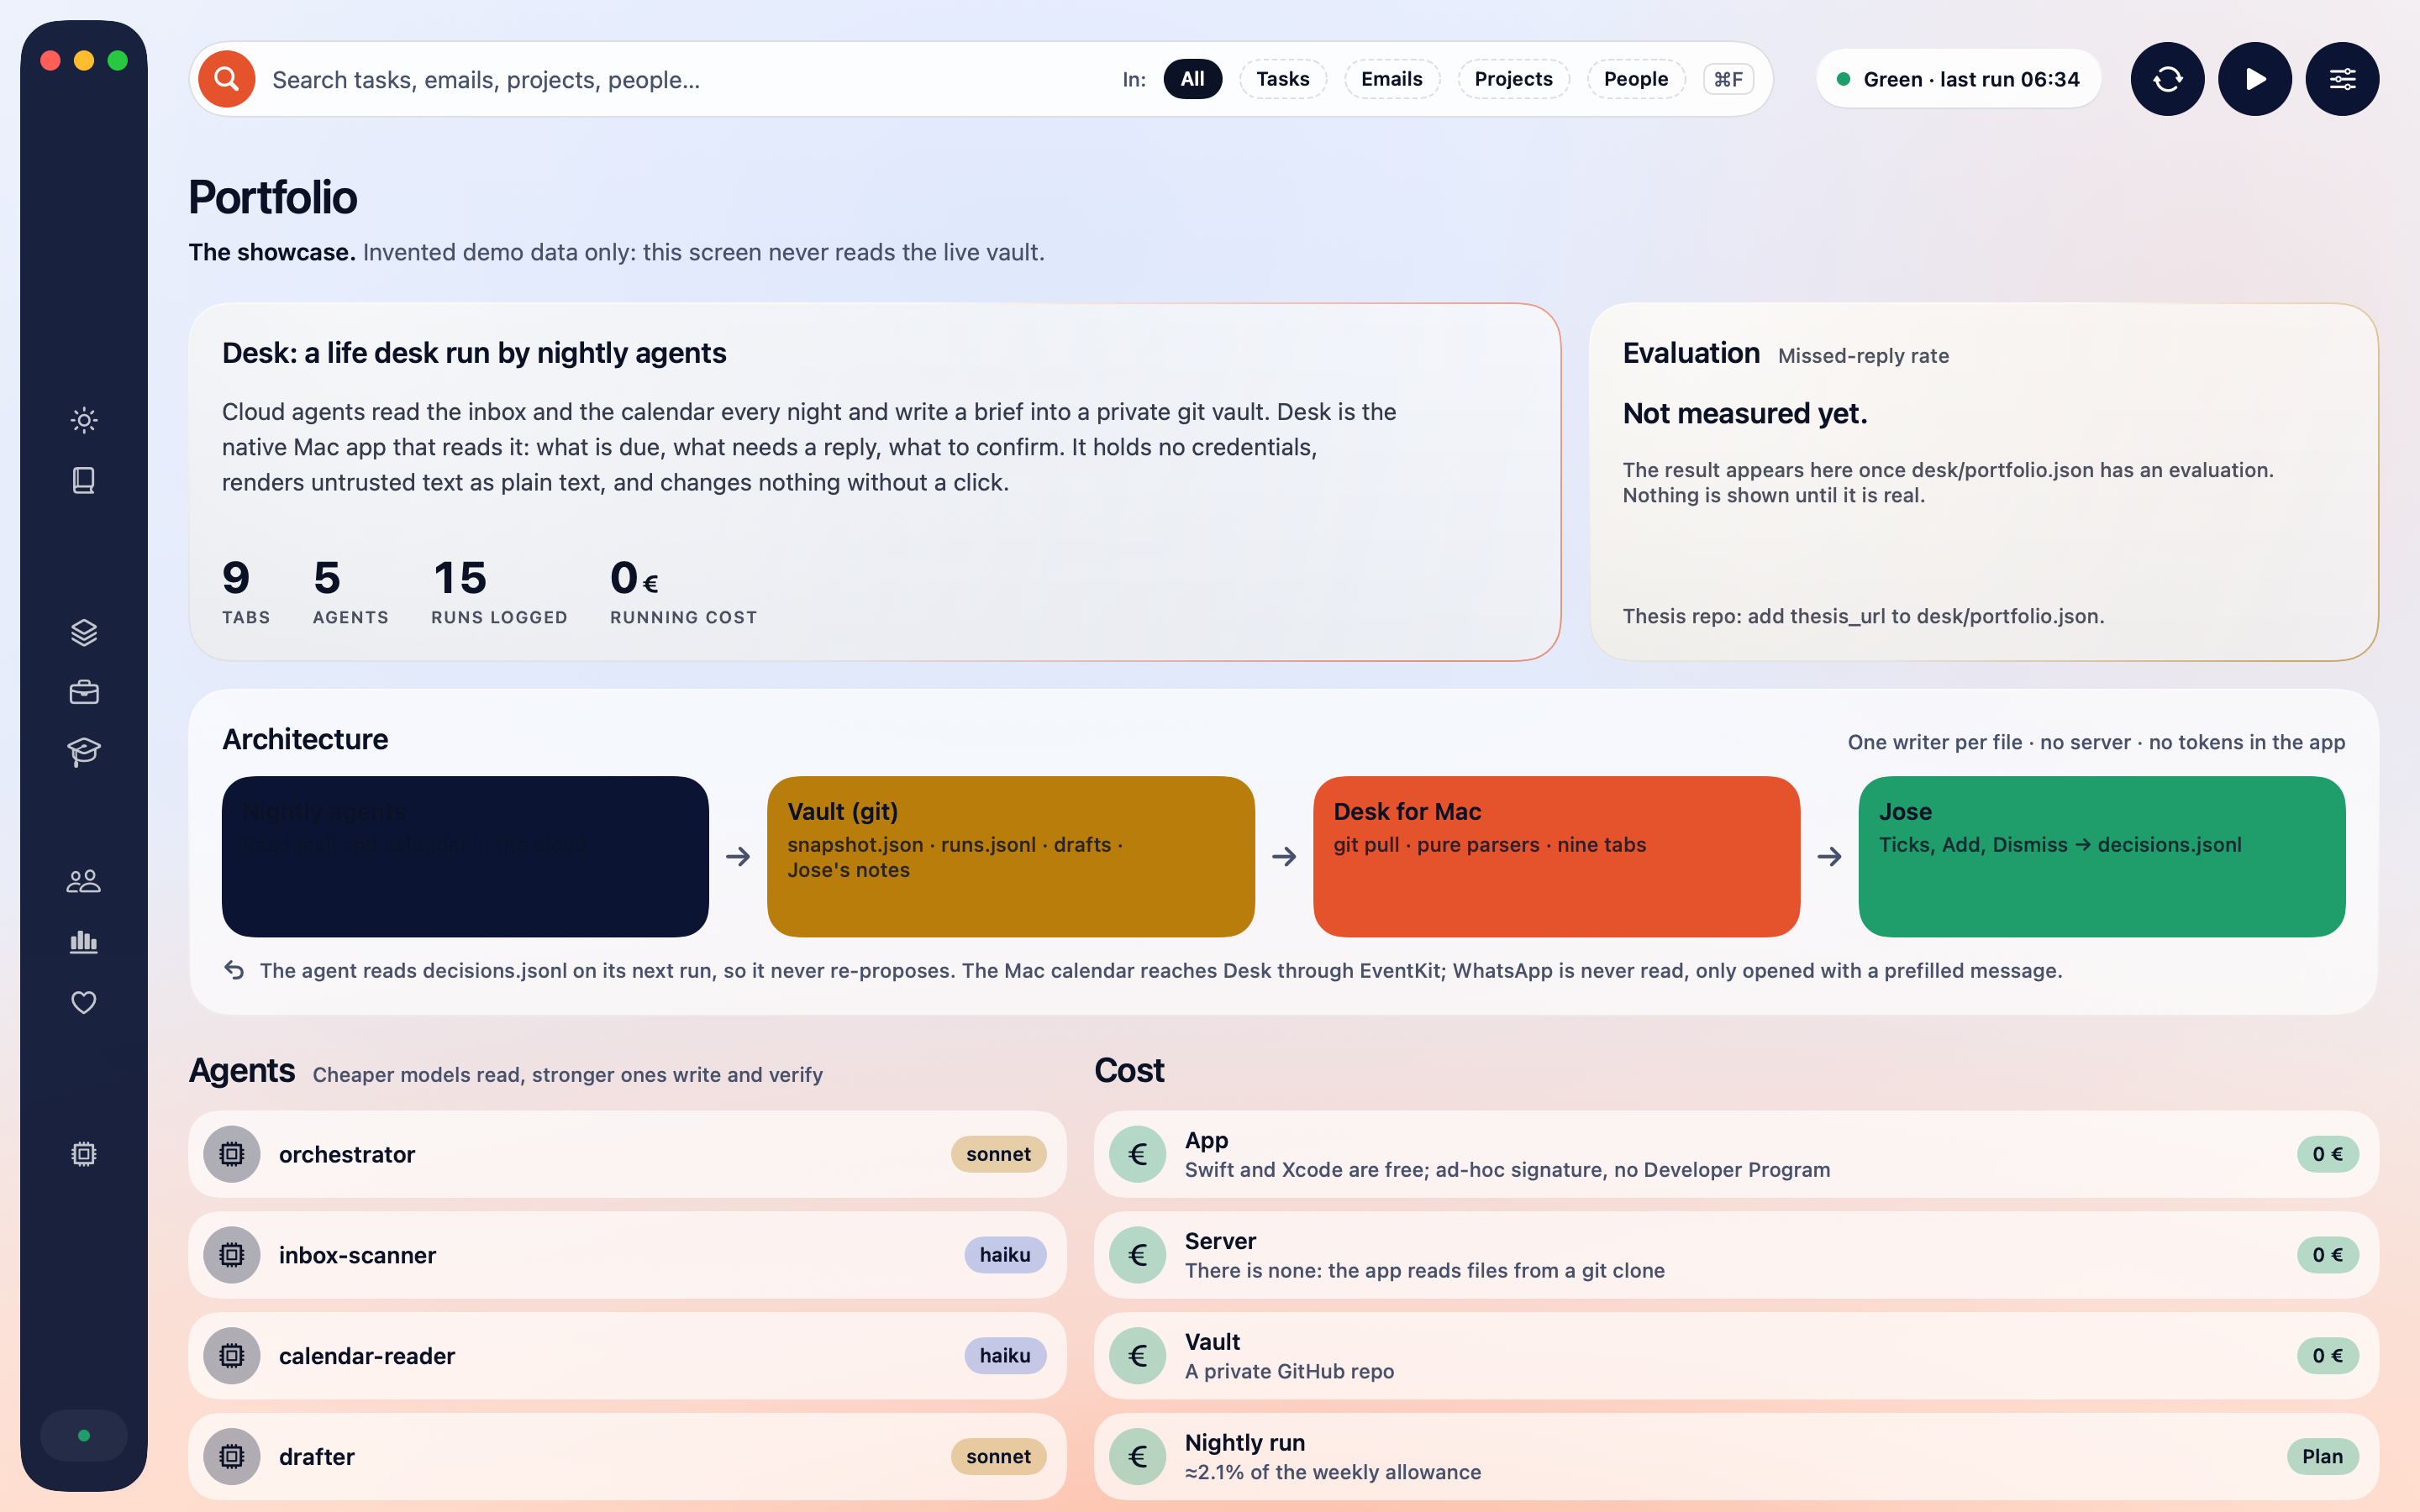 Search tasks, emails, projects, people...
In: All Tasks Emails Projects People ⌘F
Green · last run 06:34
Portfolio
The showcase. Invented demo data only: this screen never reads the live vault.
Desk: a life desk run by nightly agents
Cloud agents read the inbox and the calendar every night and write a brief into a private git vault. Desk is the
native Mac app that reads it: what is due, what needs a reply, what to confirm. It holds no credentials,
renders untrusted text as plain text, and changes nothing without a click.
9 5 15 0 €
TABS AGENTS RUNS LOGGED RUNNING COST
Evaluation Missed-reply rate
Not measured yet.
The result appears here once desk/portfolio.json has an evaluation.
Nothing is shown until it is real.
Thesis repo: add thesis_url to desk/portfolio.json.
Architecture
One writer per file · no server · no tokens in the app
Nightly agents
Read mail and calendar in the cloud
Vault (git)
snapshot.json · runs.jsonl · drafts ·
Jose's notes
Desk for Mac
git pull · pure parsers · nine tabs
Jose
Ticks, Add, Dismiss → decisions.jsonl
The agent reads decisions.jsonl on its next run, so it never re-proposes. The Mac calendar reaches Desk through EventKit; WhatsApp is never read, only opened with a prefilled message.
Agents Cheaper models read, stronger ones write and verify
orchestrator sonnet
inbox-scanner haiku
calendar-reader haiku
drafter sonnet
Cost
€ App
Swift and Xcode are free; ad-hoc signature, no Developer Program
0 €
€ Server
There is none: the app reads files from a git clone
0 €
€ Vault
A private GitHub repo
0 €
€ Nightly run
≈2.1% of the weekly allowance
Plan